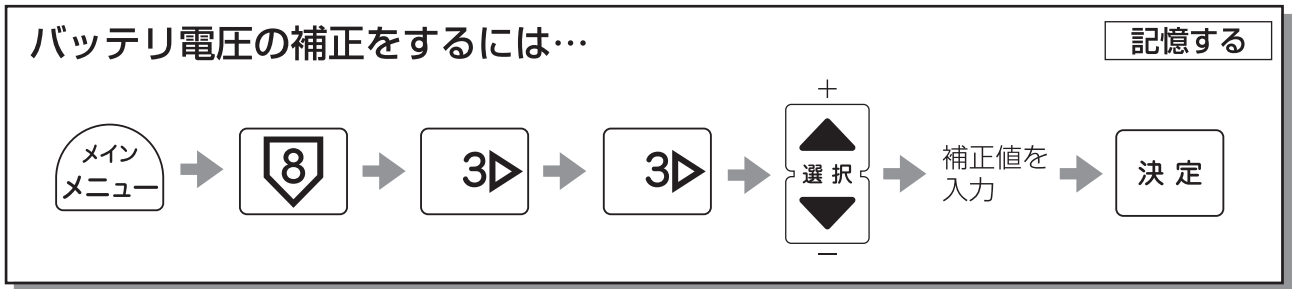 バッテリ電圧の補正をするには…
記憶する
メイン
メニュー
8
3
3
＋
選択
－
補正値を
入力
決定